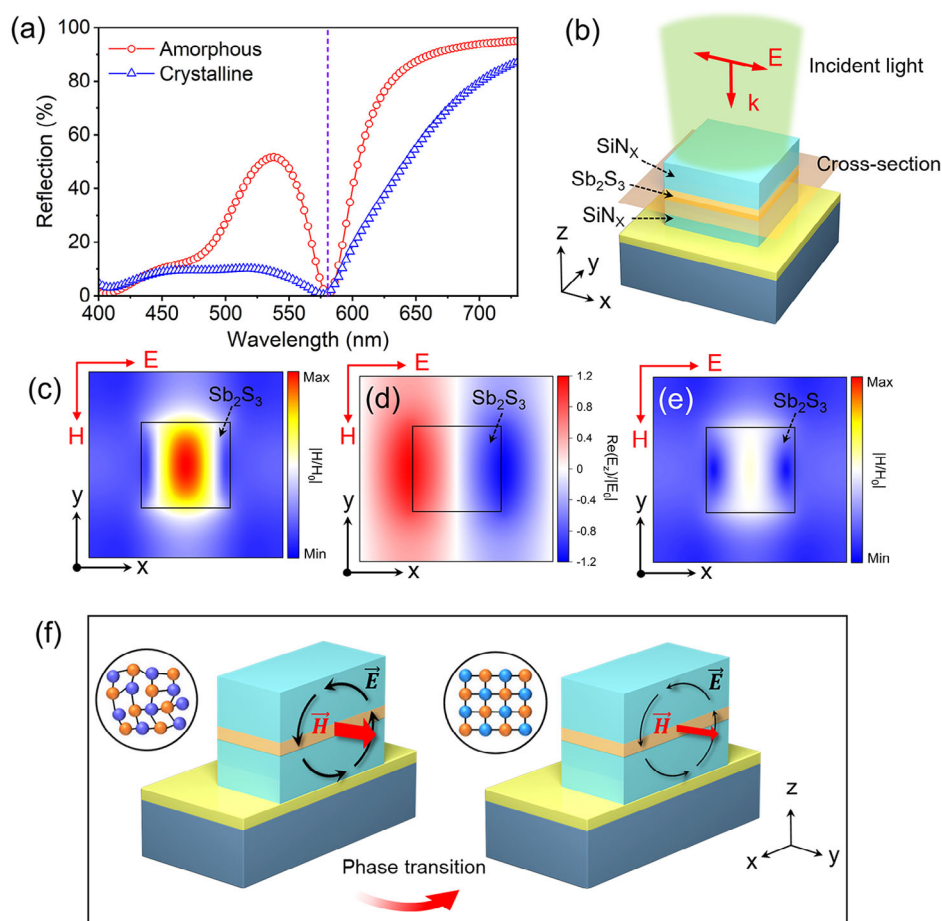 (a)
100
80
60
40
20
0
Reflection (%)
Amorphous
Crystalline
400 450 500 550 600 650 700
Wavelength (nm)
(b)
E
k
Incident light
SiNX
Sb2S3
SiNX
Cross-section
z
y
x
(c)
E
H
Sb2S3
y
x
Max
|H/H0|
Min
(d)
E
H
Sb2S3
y
x
1.2
0.8
0.4
0
-0.4
-0.8
-1.2
Re(Ez)/|E0|
(e)
E
H
Sb2S3
y
x
Max
|H/H0|
Min
(f)
E
H
E
H
Phase transition
z
x
y